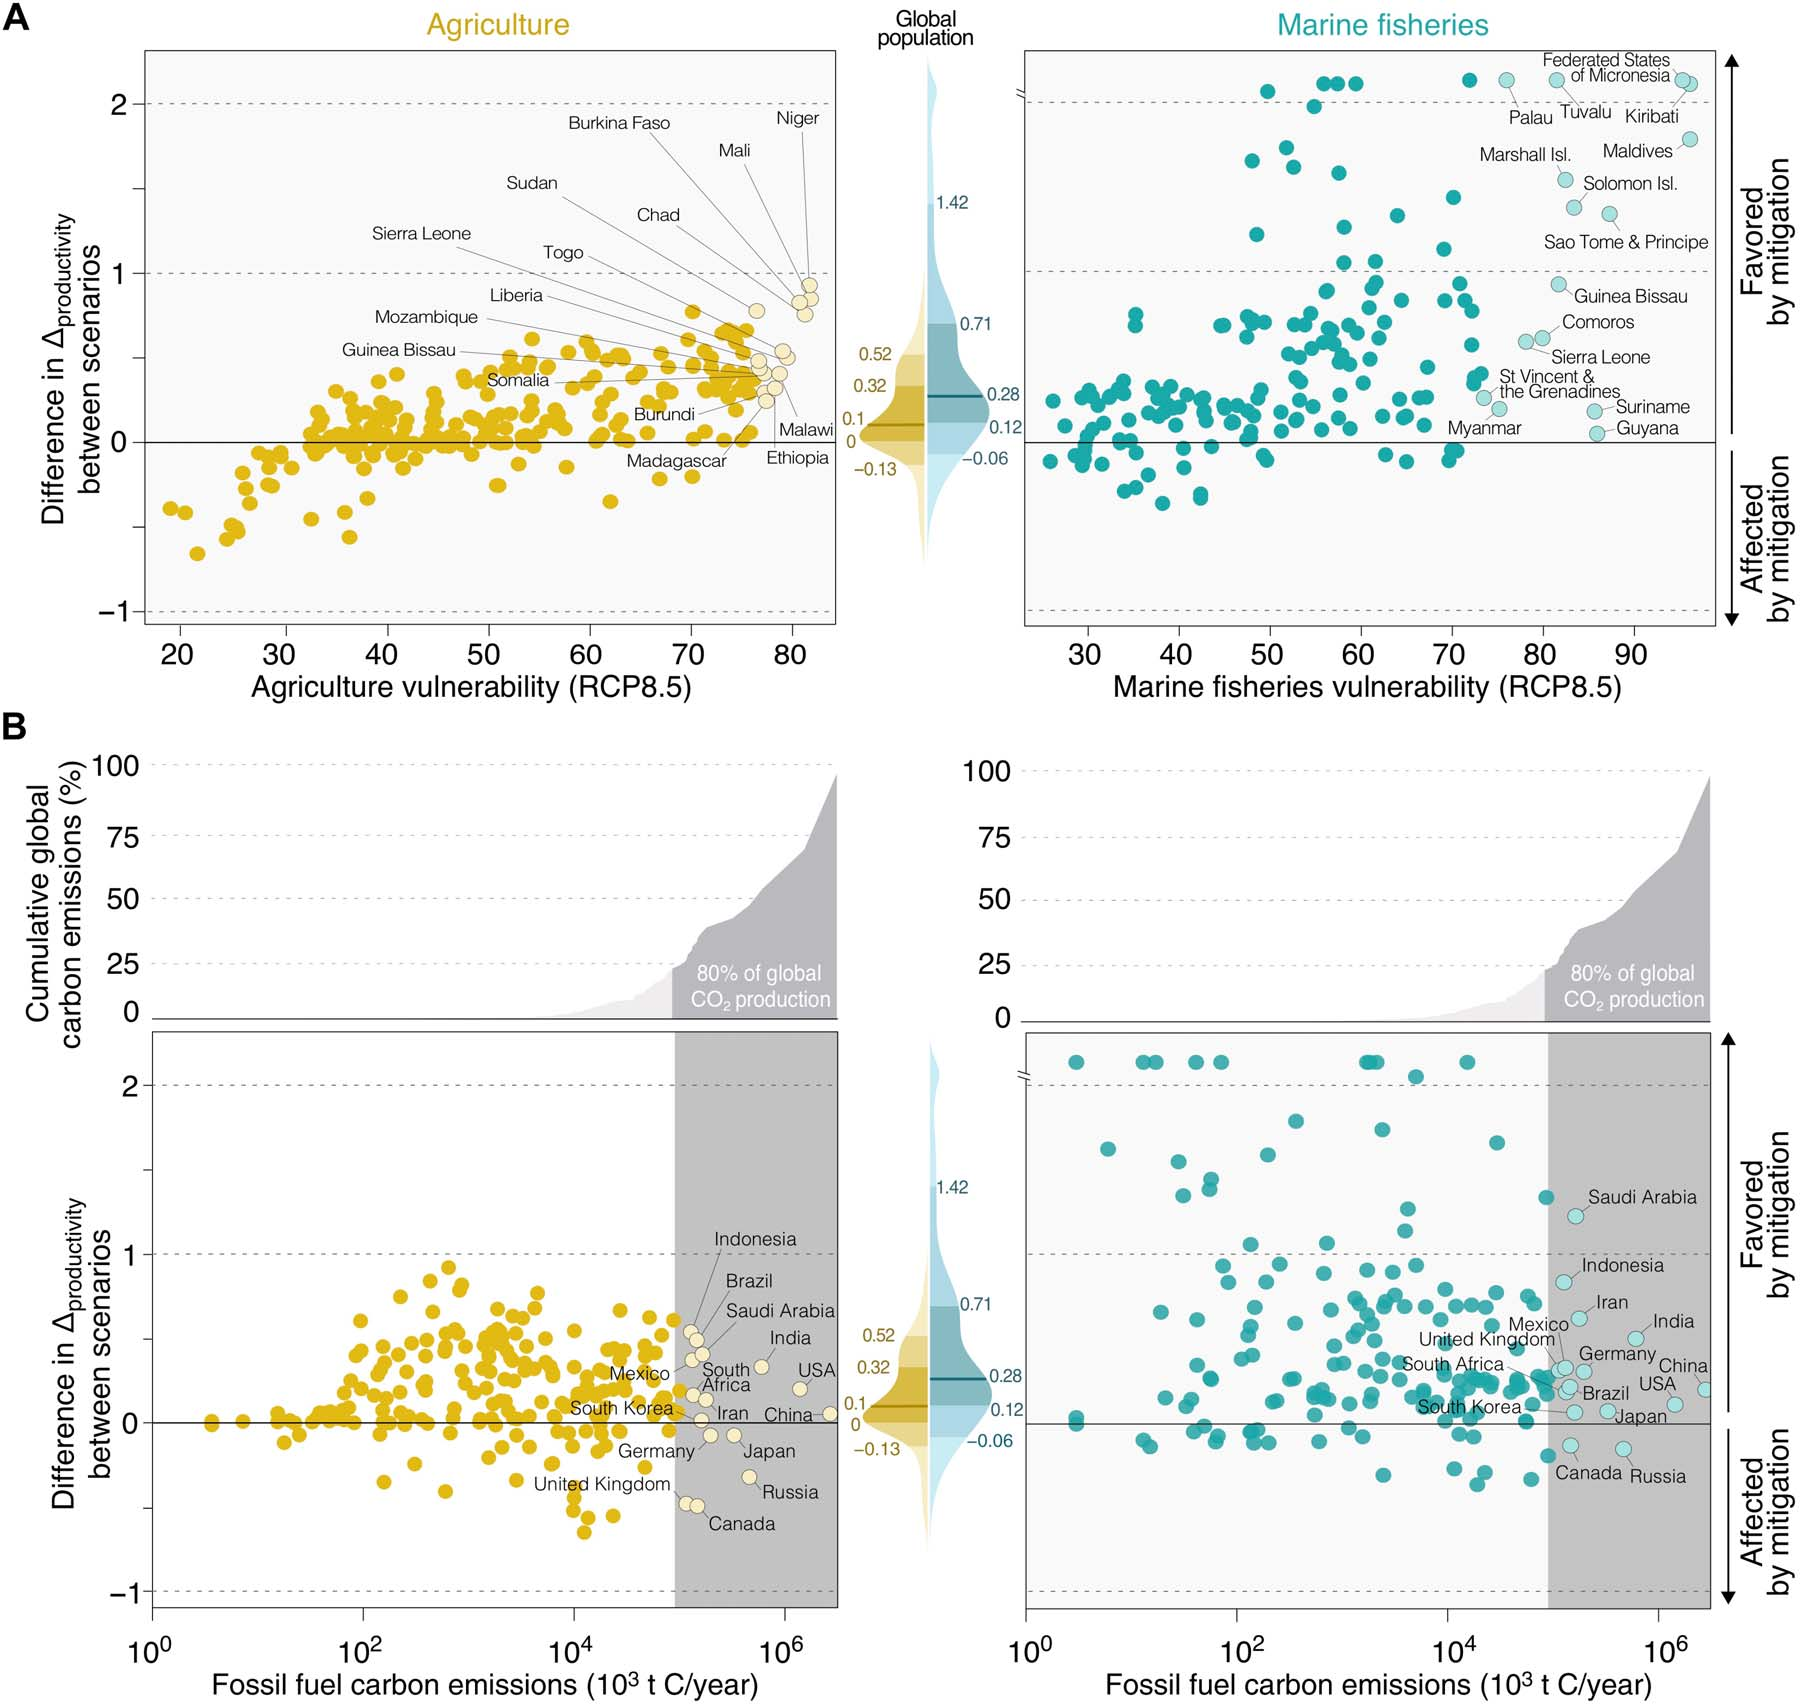 A
Agriculture
Global
population
Marine fisheries
Difference in Δproductivity
between scenarios
2
1
0
−1
Burkina Faso
Niger
Mali
Sudan
Chad
Sierra Leone
Togo
Liberia
Mozambique
Guinea Bissau
Somalia
Burundi
Malawi
Madagascar
Ethiopia
20
30
40
50
60
70
80
Agriculture vulnerability (RCP8.5)
0.52
0.32
0.1
0
−0.13
1.42
0.71
0.28
0.12
−0.06
Federated States
of Micronesia
Palau
Tuvalu
Kiribati
Maldives
Marshall Isl.
Solomon Isl.
Sao Tome & Principe
Guinea Bissau
Comoros
Sierra Leone
St Vincent &
the Grenadines
Suriname
Myanmar
Guyana
30
40
50
60
70
80
90
Marine fisheries vulnerability (RCP8.5)
Favored
by mitigation
Affected
by mitigation
B
Cumulative global
carbon emissions (%)
100
75
50
25
0
80% of global
CO₂ production
100
75
50
25
0
80% of global
CO₂ production
Difference in Δproductivity
between scenarios
2
1
0
−1
Indonesia
Brazil
Saudi Arabia
India
Mexico
South
Africa
USA
South Korea
Iran
China
Germany
Japan
United Kingdom
Russia
Canada
10⁰
10²
10⁴
10⁶
Fossil fuel carbon emissions (10³ t C/year)
0.52
0.32
0.1
0
−0.13
1.42
0.71
0.28
0.12
−0.06
Saudi Arabia
Indonesia
Iran
Mexico
India
United Kingdom
Germany
South Africa
China
USA
Brazil
South Korea
Japan
Canada
Russia
10⁰
10²
10⁴
10⁶
Fossil fuel carbon emissions (10³ t C/year)
Favored
by mitigation
Affected
by mitigation